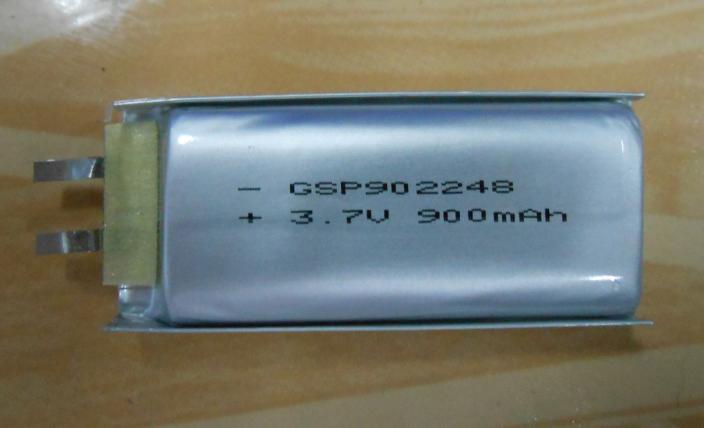 - GSP902248
+ 3.7V 900mAh